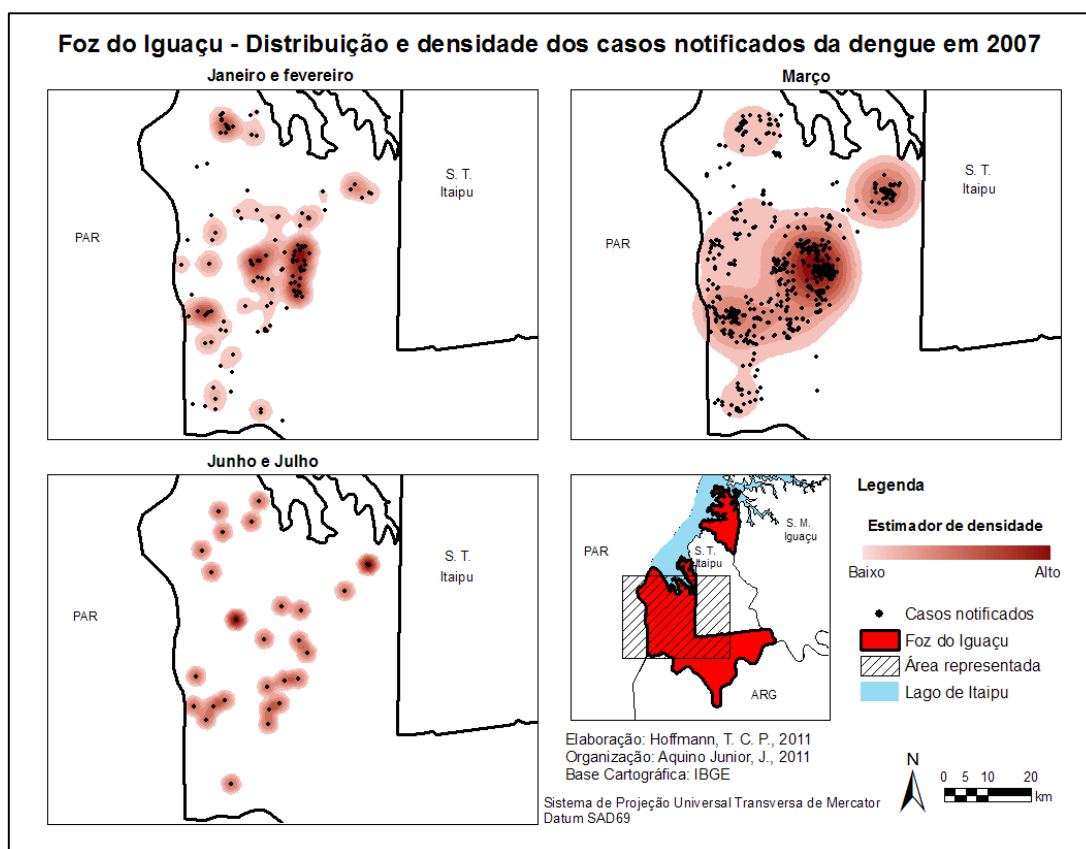 Foz do Iguaçu - Distribuição e densidade dos casos notificados da dengue em 2007
Janeiro e fevereiro
PAR
S. T.
Itaipu
Março
PAR
S. T.
Itaipu
Junho e Julho
PAR
S. T.
Itaipu
PAR
S. T.
Itaipu
S. M.
Iguaçu
ARG
Legenda
Estimador de densidade
Baixo Alto
Casos notificados
Foz do Iguaçu
Área representada
Lago de Itaipu
Elaboração: Hoffmann, T. C. P., 2011
Organização: Aquino Junior, J., 2011
Base Cartográfica: IBGE
Sistema de Projeção Universal Transversa de Mercator
Datum SAD69
N
0 5 10 20
km